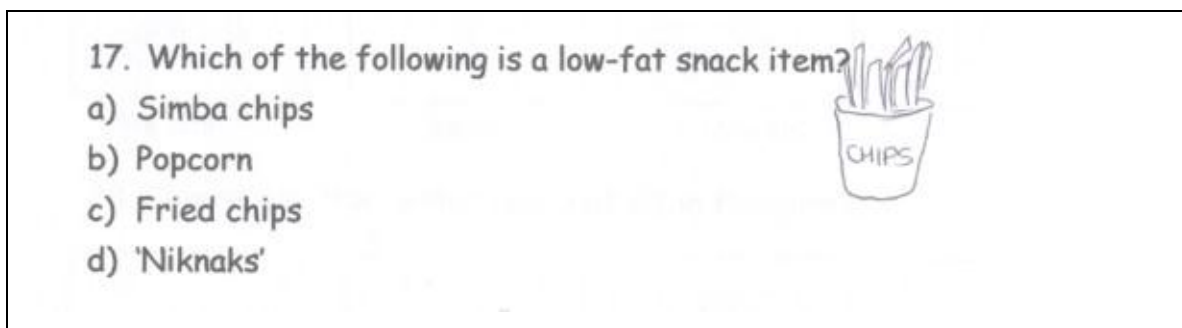 17. Which of the following is a low-fat snack item?
a) Simba chips
b) Popcorn
c) Fried chips
d) 'Niknaks'
CHIPS